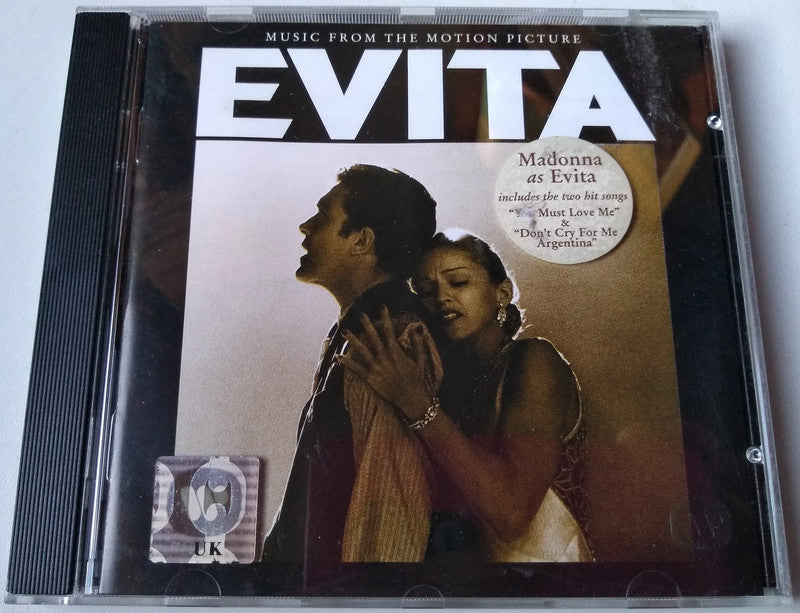 MUSIC FROM THE MOTION PICTURE
EVITA
Madonna
as Evita
includes the two hit songs
Must Love Me"
&
"Don't Cry For Me
Argentina"
UK